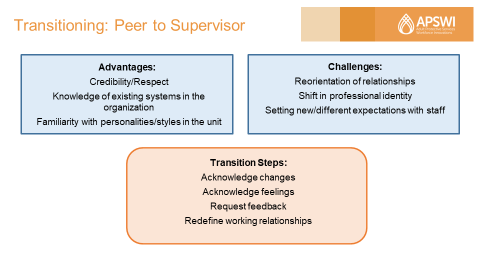 Transitioning: Peer to Supervisor
APSWI
Advantages:
Credibility/Respect
Knowledge of existing systems in the
organization
Familiarity with personalities/styles in the unit
Challenges:
Reorientation of relationships
Shift in professional identity
Setting new/different expectations with staff
Transition Steps:
Acknowledge changes
Acknowledge feelings
Request feedback
Redefine working relationships